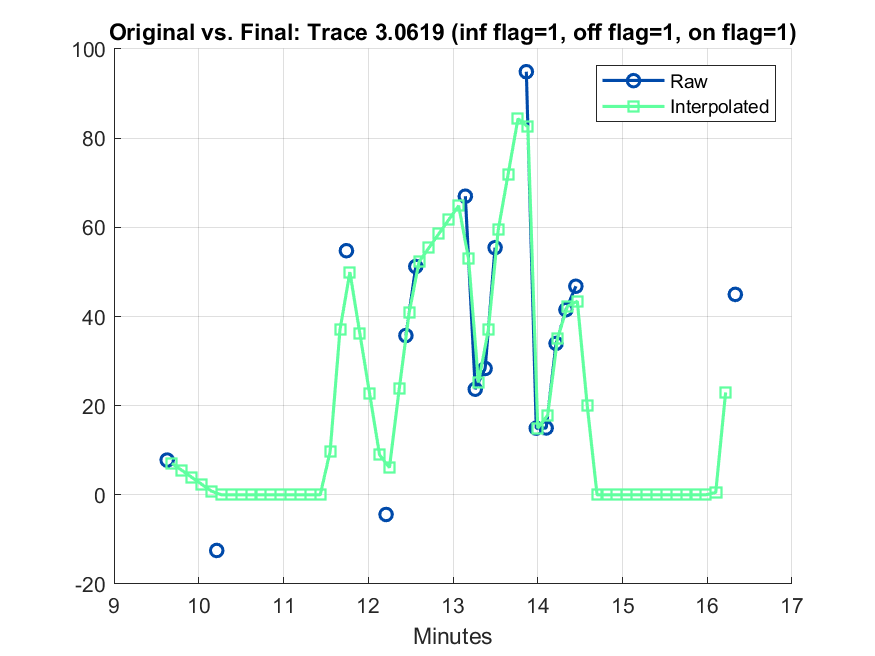 Original vs. Final: Trace 3.0619 (inf flag=1, off flag=1, on flag=1)
100
80
60
40
20
0
-20
Raw
Interpolated
9 10 11 12 13 14 15 16 17
Minutes